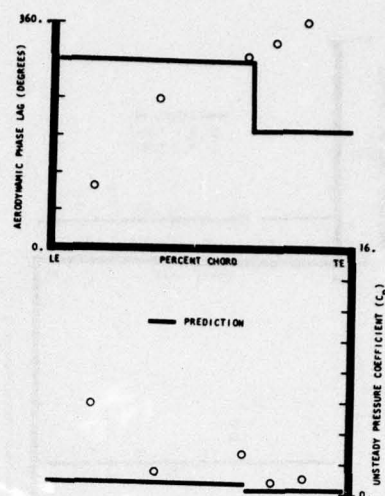 360.
AERODYNAMIC PHASE LAG (DEGREES)
0.
LE
PERCENT CHORD
TE
16.
PREDICTION
UNSTEADY PRESSURE COEFFICIENT (Cp)
0